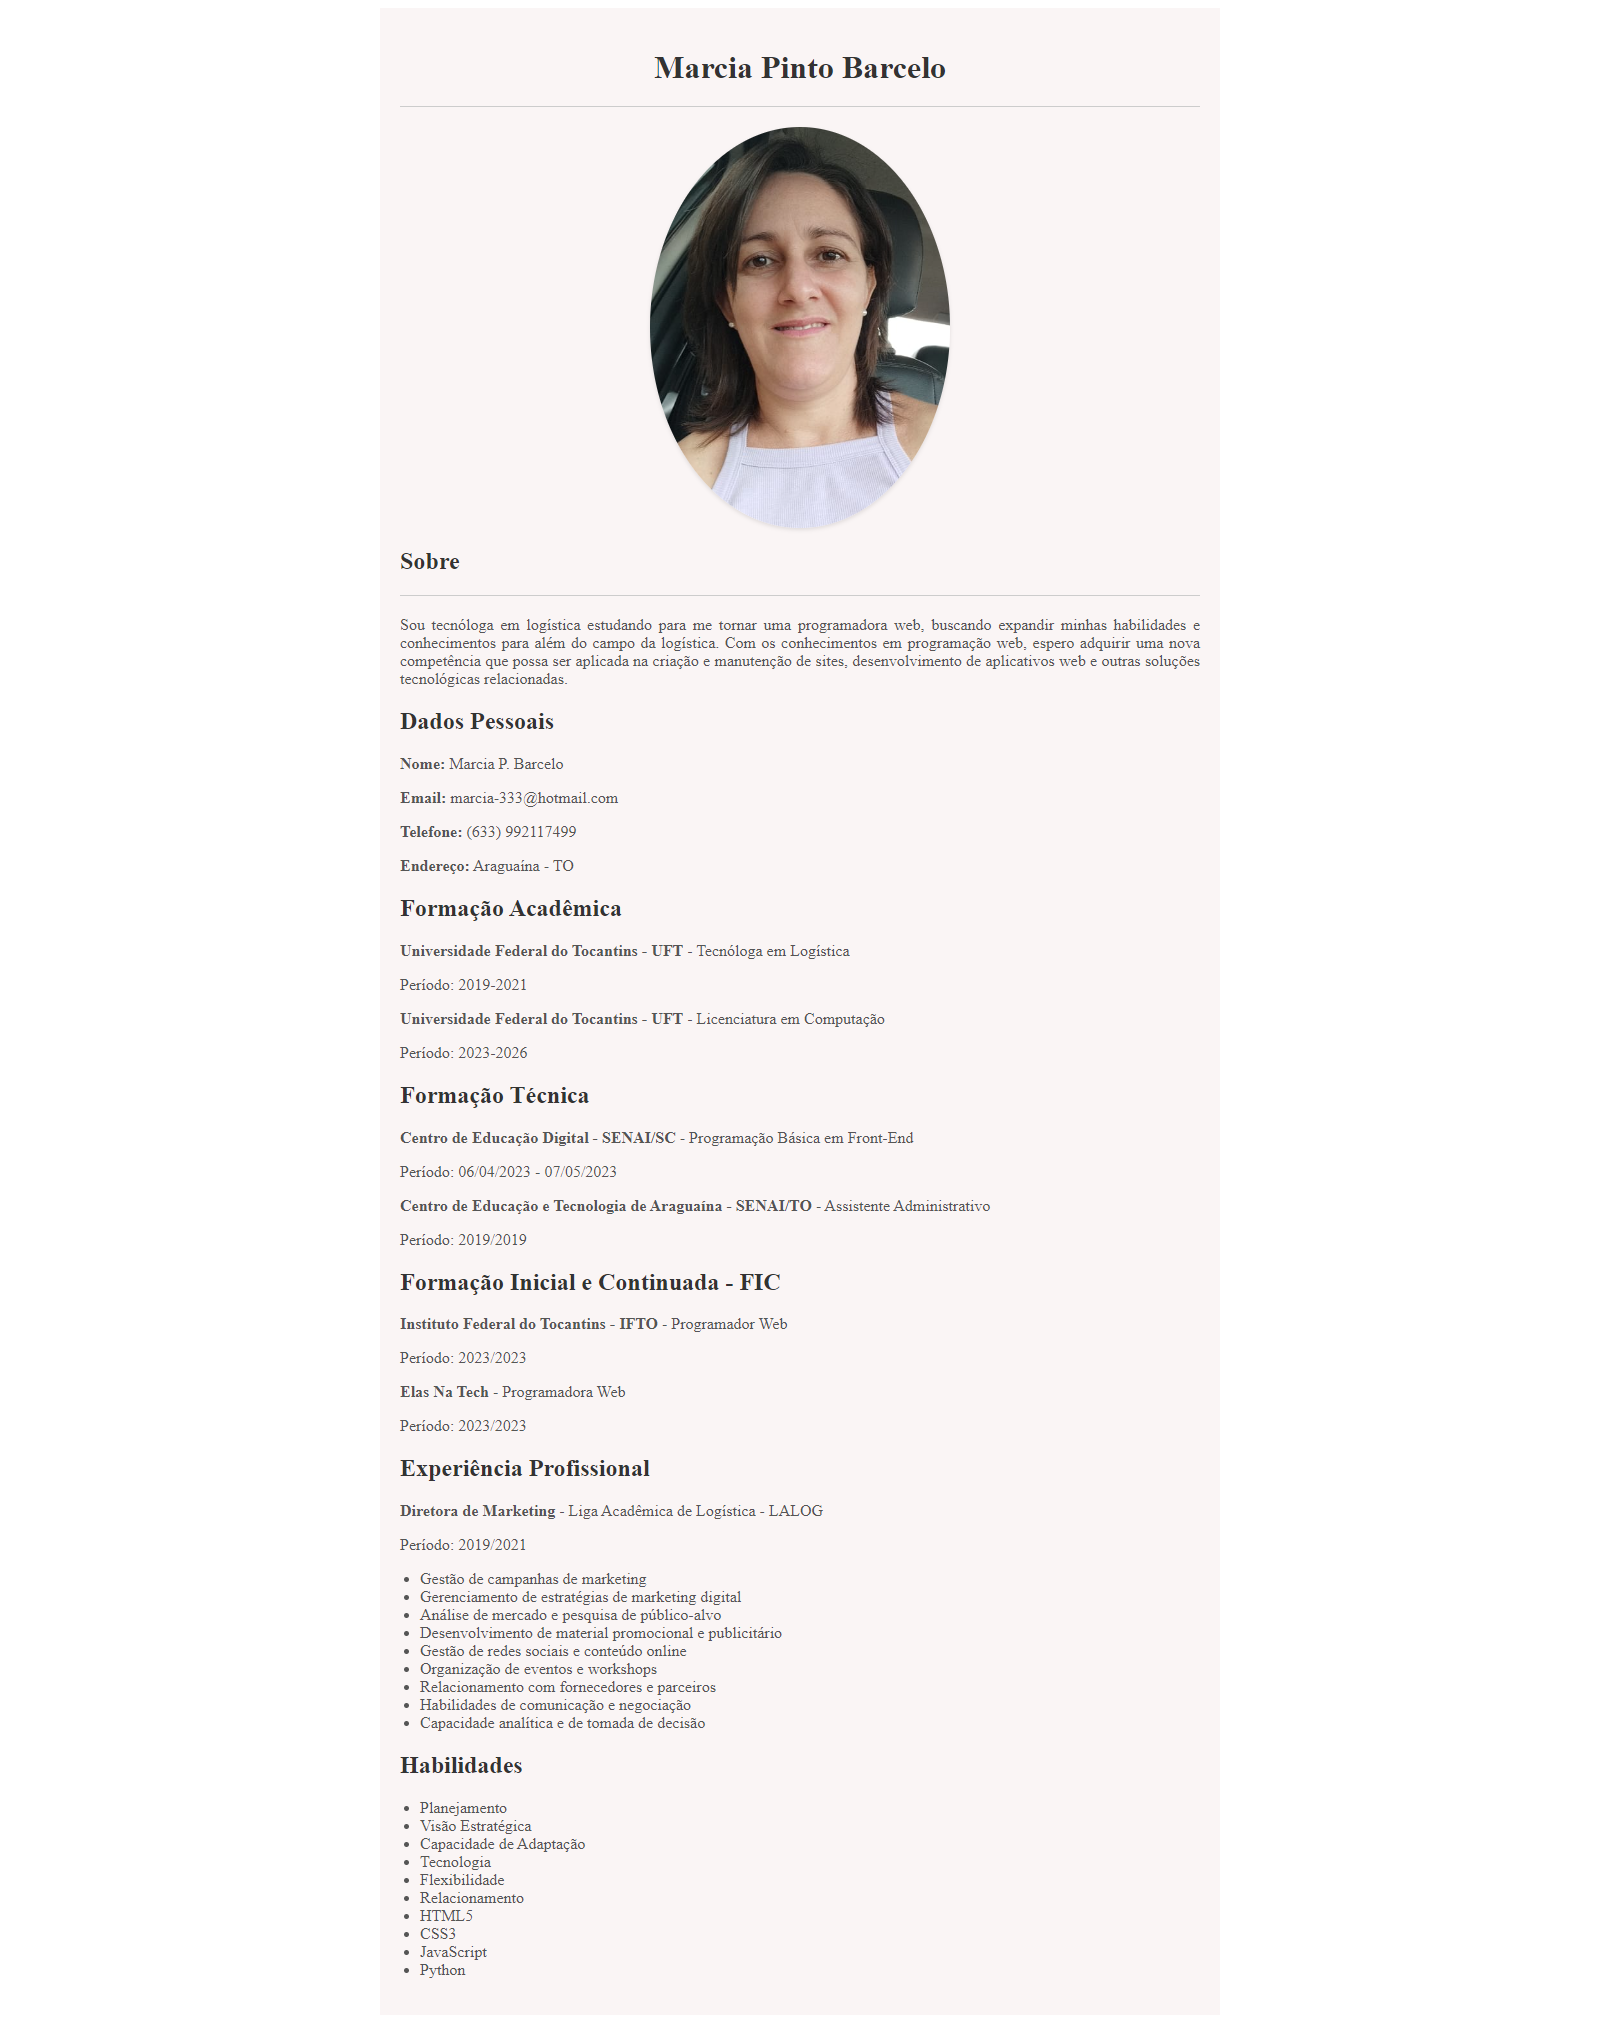 Marcia Pinto Barcelo
Sobre
Sou tecnóloga em logística estudando para me tornar uma programadora web, buscando expandir minhas habilidades e
conhecimentos para além do campo da logística. Com os conhecimentos em programação web, espero adquirir uma nova
competência que possa ser aplicada na criação e manutenção de sites, desenvolvimento de aplicativos web e outras soluções
tecnológicas relacionadas.
Dados Pessoais
Nome: Marcia P. Barcelo
Email: marcia-333@hotmail.com
Telefone: (633) 992117499
Endereço: Araguaína - TO
Formação Acadêmica
Universidade Federal do Tocantins - UFT - Tecnóloga em Logística
Período: 2019-2021
Universidade Federal do Tocantins - UFT - Licenciatura em Computação
Período: 2023-2026
Formação Técnica
Centro de Educação Digital - SENAI/SC - Programação Básica em Front-End
Período: 06/04/2023 - 07/05/2023
Centro de Educação e Tecnologia de Araguaína - SENAI/TO - Assistente Administrativo
Período: 2019/2019
Formação Inicial e Continuada - FIC
Instituto Federal do Tocantins - IFTO - Programador Web
Período: 2023/2023
Elas Na Tech - Programadora Web
Período: 2023/2023
Experiência Profissional
Diretora de Marketing - Liga Acadêmica de Logística - LALOG
Período: 2019/2021
• Gestão de campanhas de marketing
• Gerenciamento de estratégias de marketing digital
• Análise de mercado e pesquisa de público-alvo
• Desenvolvimento de material promocional e publicitário
• Gestão de redes sociais e conteúdo online
• Organização de eventos e workshops
• Relacionamento com fornecedores e parceiros
• Habilidades de comunicação e negociação
• Capacidade analítica e de tomada de decisão
Habilidades
• Planejamento
• Visão Estratégica
• Capacidade de Adaptação
• Tecnologia
• Flexibilidade
• Relacionamento
• HTML5
• CSS3
• JavaScript
• Python